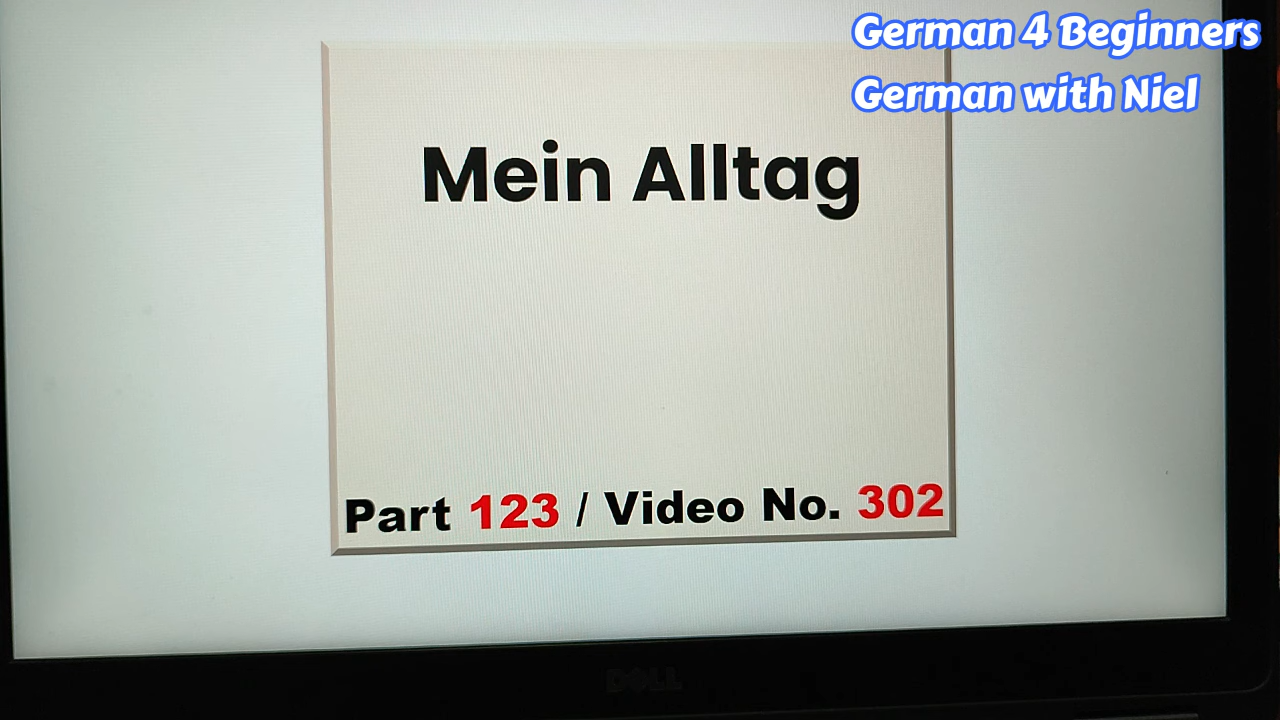 German 4 Beginners
German with Niel
Mein Alltag
Part 123 / Video No. 302
DELL